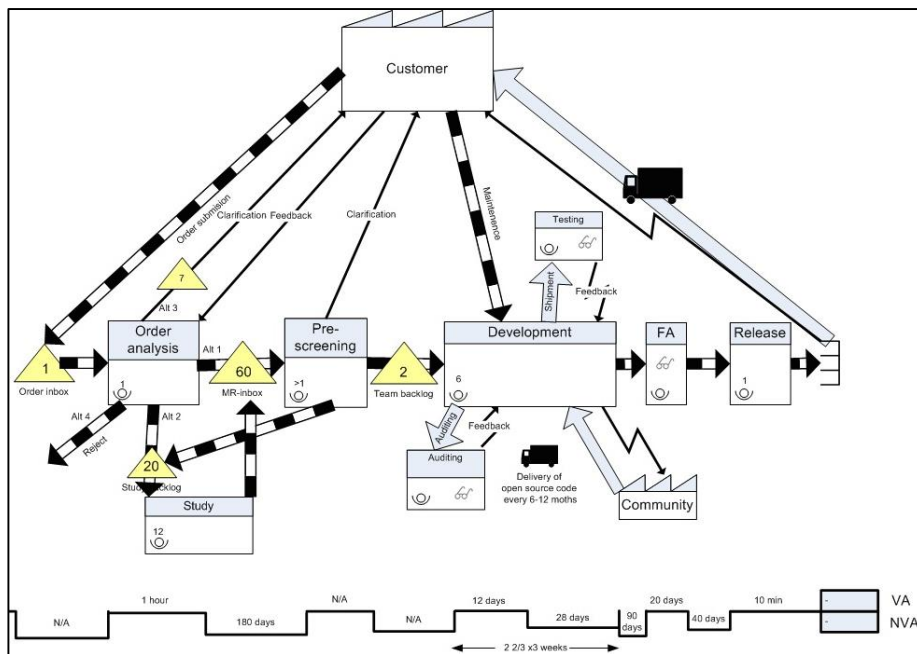 Customer
Order submision
Clarification
Feedback
Clarification
Maintenence
Testing
Shipment
Feedback
7
Alt 3
Order
analysis
1
Alt 1
60
MR-inbox
Pre-
screening
>1
2
Team backlog
Development
6
FA
Release
1
1
Order inbox
Alt 4
Reject
Alt 2
20
Study backlog
Study
12
Auditing
Feedback
Auditing
Delivery of
open source code
every 6-12 moths
Community
N/A
1 hour
180 days
N/A
N/A
12 days
28 days
90
days
20 days
40 days
10 min
2 2/3 x3 weeks
- VA
- NVA